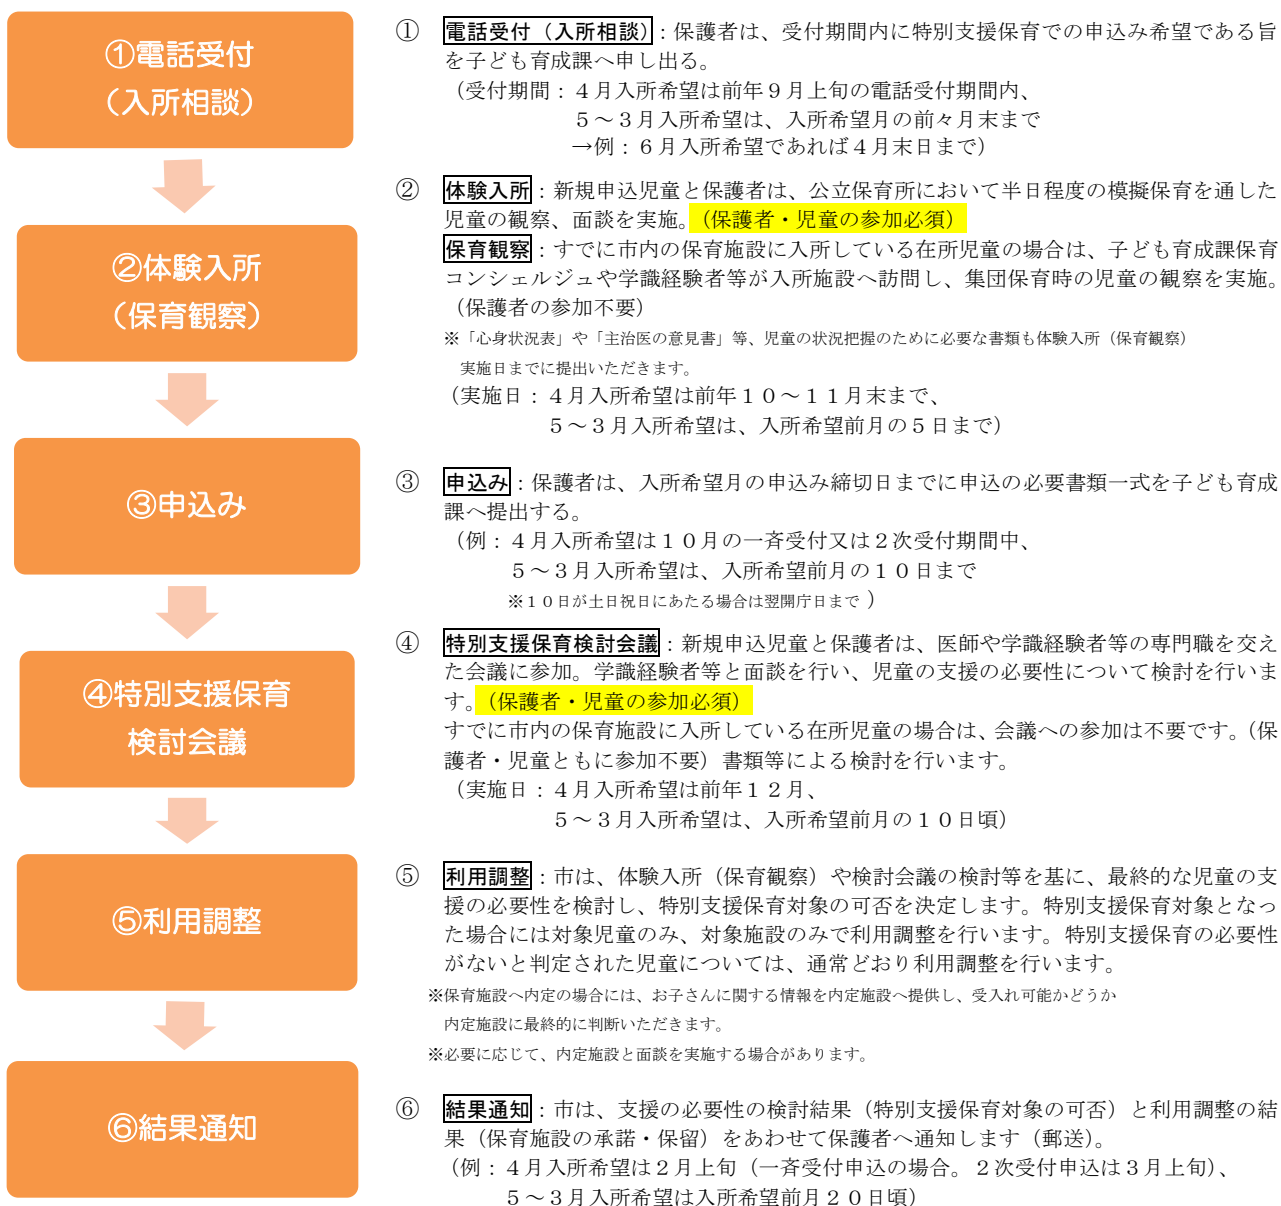 ①電話受付
（入所相談）
②体験入所
（保育観察）
③申込み
④特別支援保育
検討会議
⑤利用調整
⑥結果通知
① 電話受付（入所相談）：保護者は、受付期間内に特別支援保育での申込み希望である旨
を子ども育成課へ申し出る。
（受付期間：４月入所希望は前年９月上旬の電話受付期間内、
５～３月入所希望は、入所希望月の前々月末まで
→例：６月入所希望であれば４月末日まで）
② 体験入所：新規申込児童と保護者は、公立保育所において半日程度の模擬保育を通した
児童の観察、面談を実施。（保護者・児童の参加必須）
保育観察：すでに市内の保育施設に入所している在所児童の場合は、子ども育成課保育
コンシェルジュや学識経験者等が入所施設へ訪問し、集団保育時の児童の観察を実施。
（保護者の参加不要）
※「心身状況表」や「主治医の意見書」等、児童の状況把握のために必要な書類も体験入所（保育観察）
実施日までに提出いただきます。
（実施日：４月入所希望は前年１０～１１月末まで、
５～３月入所希望は、入所希望前月の５日まで）
③ 申込み：保護者は、入所希望月の申込み締切日までに申込の必要書類一式を子ども育成
課へ提出する。
（例：４月入所希望は１０月の一斉受付又は２次受付期間中、
５～３月入所希望は、入所希望前月の１０日まで
※１０日が土日祝日にあたる場合は翌開庁日まで ）
④ 特別支援保育検討会議：新規申込児童と保護者は、医師や学識経験者等の専門職を交え
た会議に参加。学識経験者等と面談を行い、児童の支援の必要性について検討を行いま
す。（保護者・児童の参加必須）
すでに市内の保育施設に入所している在所児童の場合は、会議への参加は不要です。（保
護者・児童ともに参加不要）書類等による検討を行います。
（実施日：４月入所希望は前年１２月、
５～３月入所希望は、入所希望前月の１０日頃）
⑤ 利用調整：市は、体験入所（保育観察）や検討会議の検討等を基に、最終的な児童の支
援の必要性を検討し、特別支援保育対象の可否を決定します。特別支援保育対象となっ
た場合には対象児童のみ、対象施設のみで利用調整を行います。特別支援保育の必要性
がないと判定された児童については、通常どおり利用調整を行います。
※保育施設へ内定の場合には、お子さんに関する情報を内定施設へ提供し、受入れ可能かどうか
内定施設に最終的に判断いただきます。
※必要に応じて、内定施設と面談を実施する場合があります。
⑥ 結果通知：市は、支援の必要性の検討結果（特別支援保育対象の可否）と利用調整の結
果（保育施設の承諾・保留）をあわせて保護者へ通知します（郵送）。
（例：４月入所希望は２月上旬（一斉受付申込の場合。２次受付申込は３月上旬）、
５～３月入所希望は入所希望前月２０日頃）